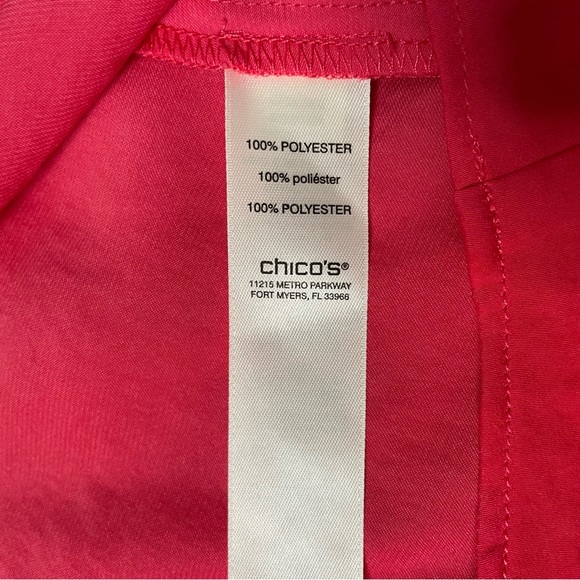 100% POLYESTER
100% poliéster
100% POLYESTER
chico's®
11215 METRO PARKWAY
FORT MYERS, FL 33966